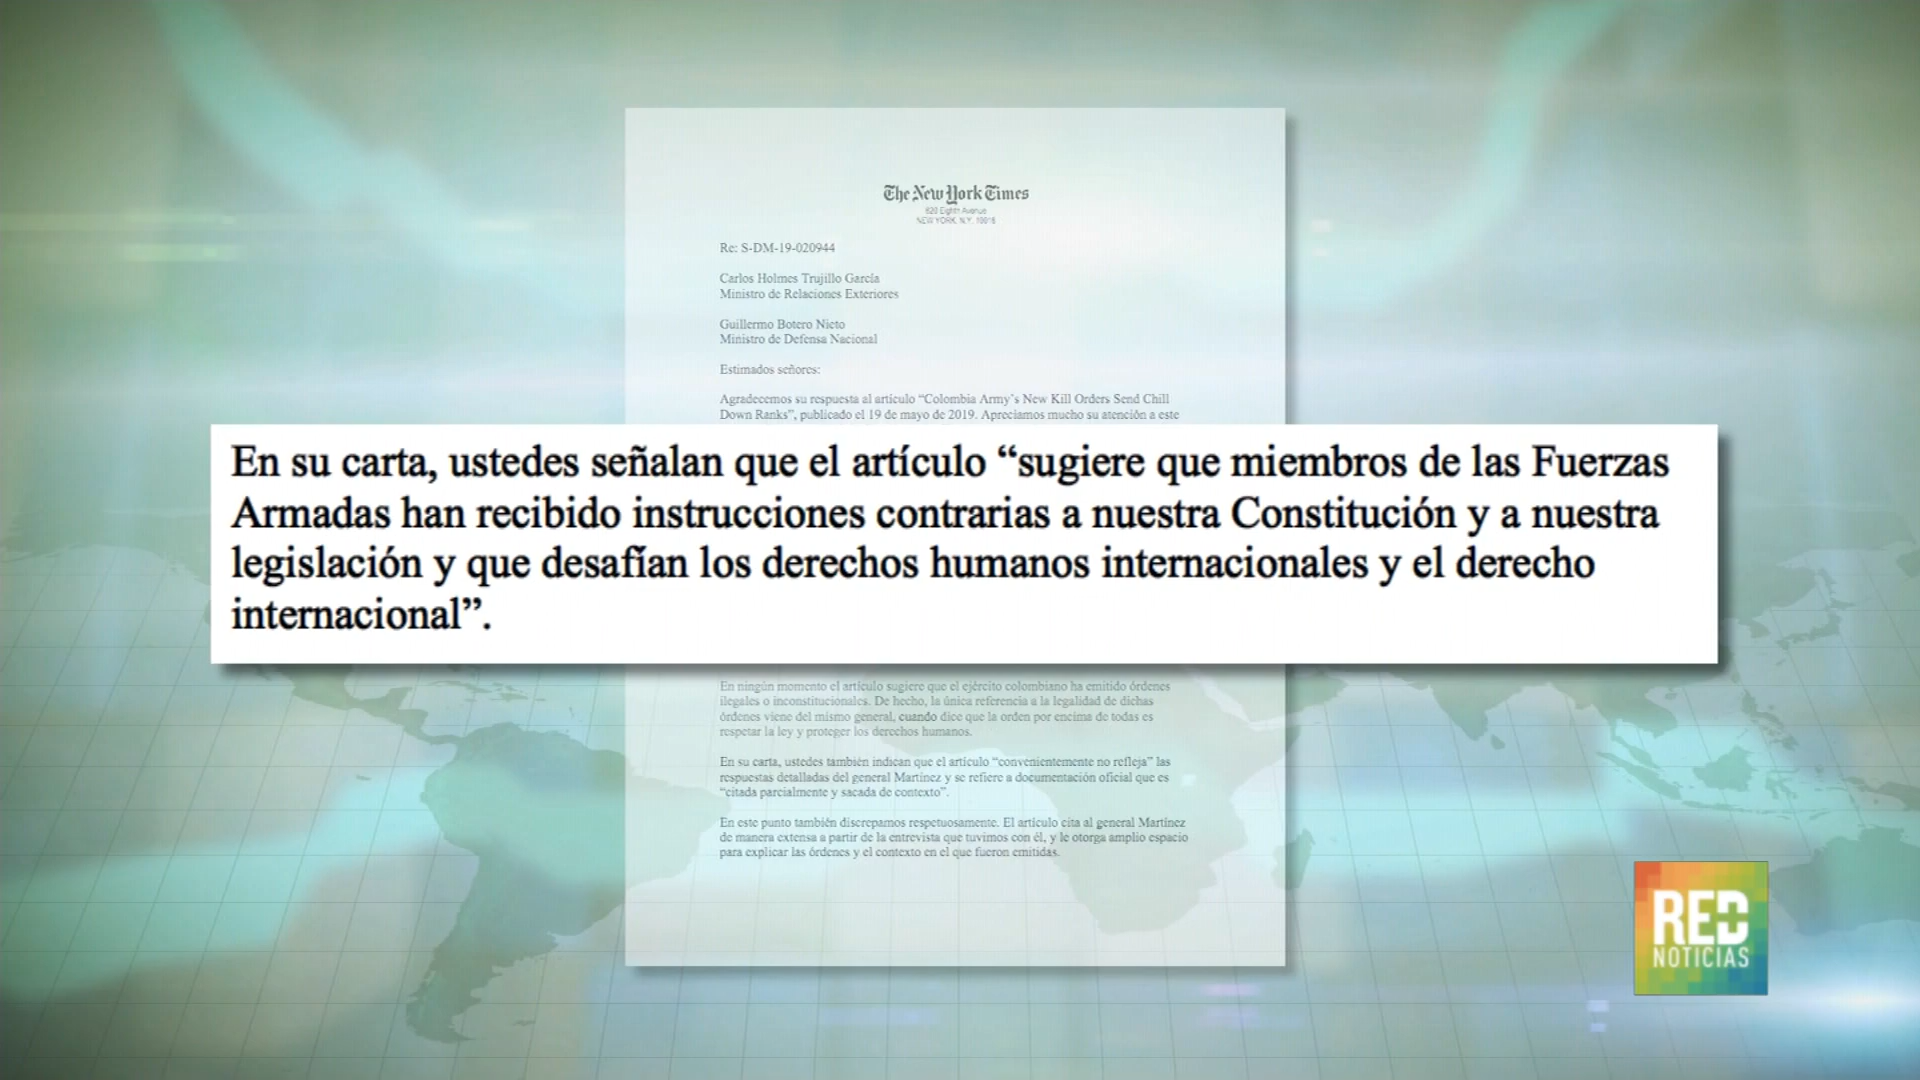 The New York Times
620 Eighth Avenue
NEW YORK, N.Y. 10018
Re: S-DM-19-020944
Carlos Holmes Trujillo García
Ministro de Relaciones Exteriores
Guillermo Botero Nieto
Ministro de Defensa Nacional
Estimados señores:
Agradecemos su respuesta al artículo “Colombia Army’s New Kill Orders Send Chill
Down Ranks”, publicado el 19 de mayo de 2019. Apreciamos mucho su atención a este
En su carta, ustedes señalan que el artículo “sugiere que miembros de las Fuerzas
Armadas han recibido instrucciones contrarias a nuestra Constitución y a nuestra
legislación y que desafían los derechos humanos internacionales y el derecho
internacional”.
En ningún momento el artículo sugiere que el ejército colombiano ha emitido órdenes
ilegales o inconstitucionales. De hecho, la única referencia a la legalidad de dichas
órdenes viene del mismo general, cuando dice que la orden por encima de todas es
respetar la ley y proteger los derechos humanos.
En su carta, ustedes también indican que el artículo “convenientemente no refleja” las
respuestas detalladas del general Martínez y se refiere a documentación oficial que es
“citada parcialmente y sacada de contexto”.
En este punto también discrepamos respetuosamente. El artículo cita al general Martínez
de manera extensa a partir de la entrevista que tuvimos con él, y le otorga amplio espacio
para explicar las órdenes y el contexto en el que fueron emitidas.
RED
NOTICIAS